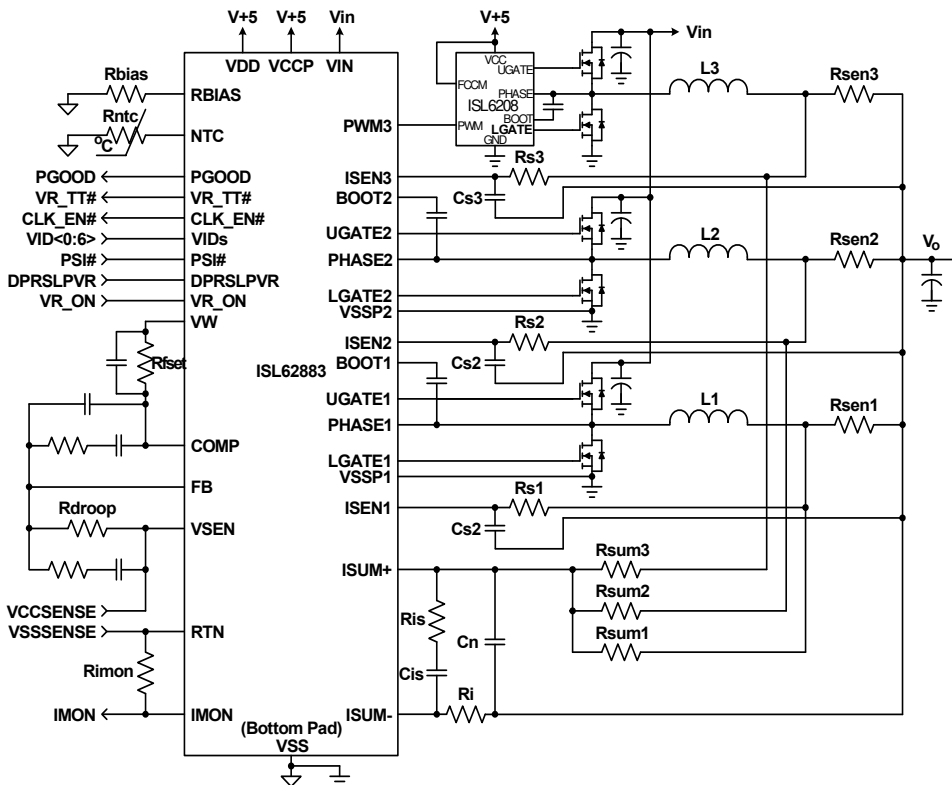 V+5 V+5 Vin
VDD VCCP VIN
Rbias
RBIAS
Rntc
°C
NTC
PGOOD PGOOD
VR_TT# VR_TT#
CLK_EN# CLK_EN#
VID<0:6> VIDs
PSI# PSI#
DPRSLPVR DPRSLPVR
VR_ON VR_ON
VW
Rfset
COMP
FB
Rdroop
VSEN
VCCSENSE
VSSSENSE RTN
Rimon
IMON IMON
ISL62883
(Bottom Pad)
VSS
V+5
VCC
UGATE
FCCM
PHASE
ISL6208
BOOT
PWM3 PWM
LGATE
GND
Vin
L3
Rsen3
ISEN3
Rs3
Cs3
BOOT2
UGATE2
PHASE2
L2
Rsen2
Vo
LGATE2
VSSP2
ISEN2
Rs2
Cs2
BOOT1
UGATE1
PHASE1
L1
Rsen1
LGATE1
VSSP1
ISEN1
Rs1
Cs2
ISUM+
Rsum3
Rsum2
Rsum1
Ris
Cn
Cis
Ri
ISUM-